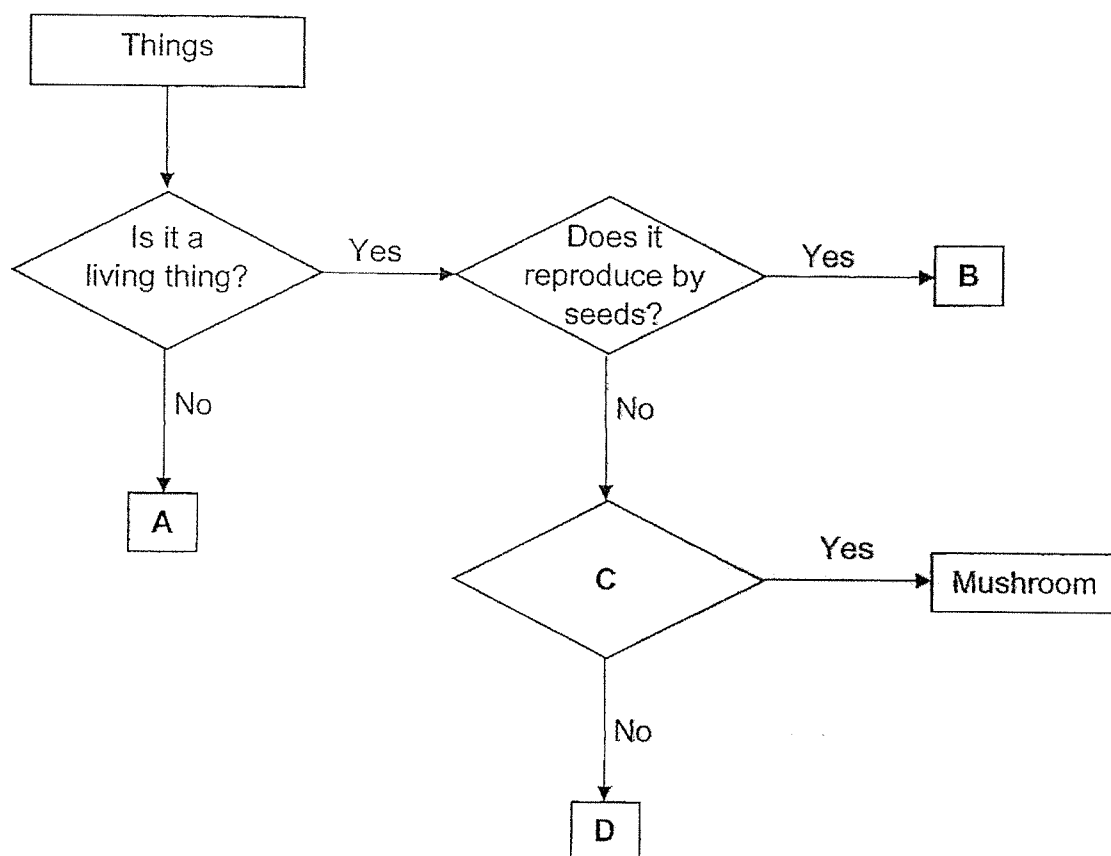 Things
Is it a
living thing?
Yes
Does it
reproduce by
seeds?
Yes
B
No
No
A
C
Yes
Mushroom
No
D